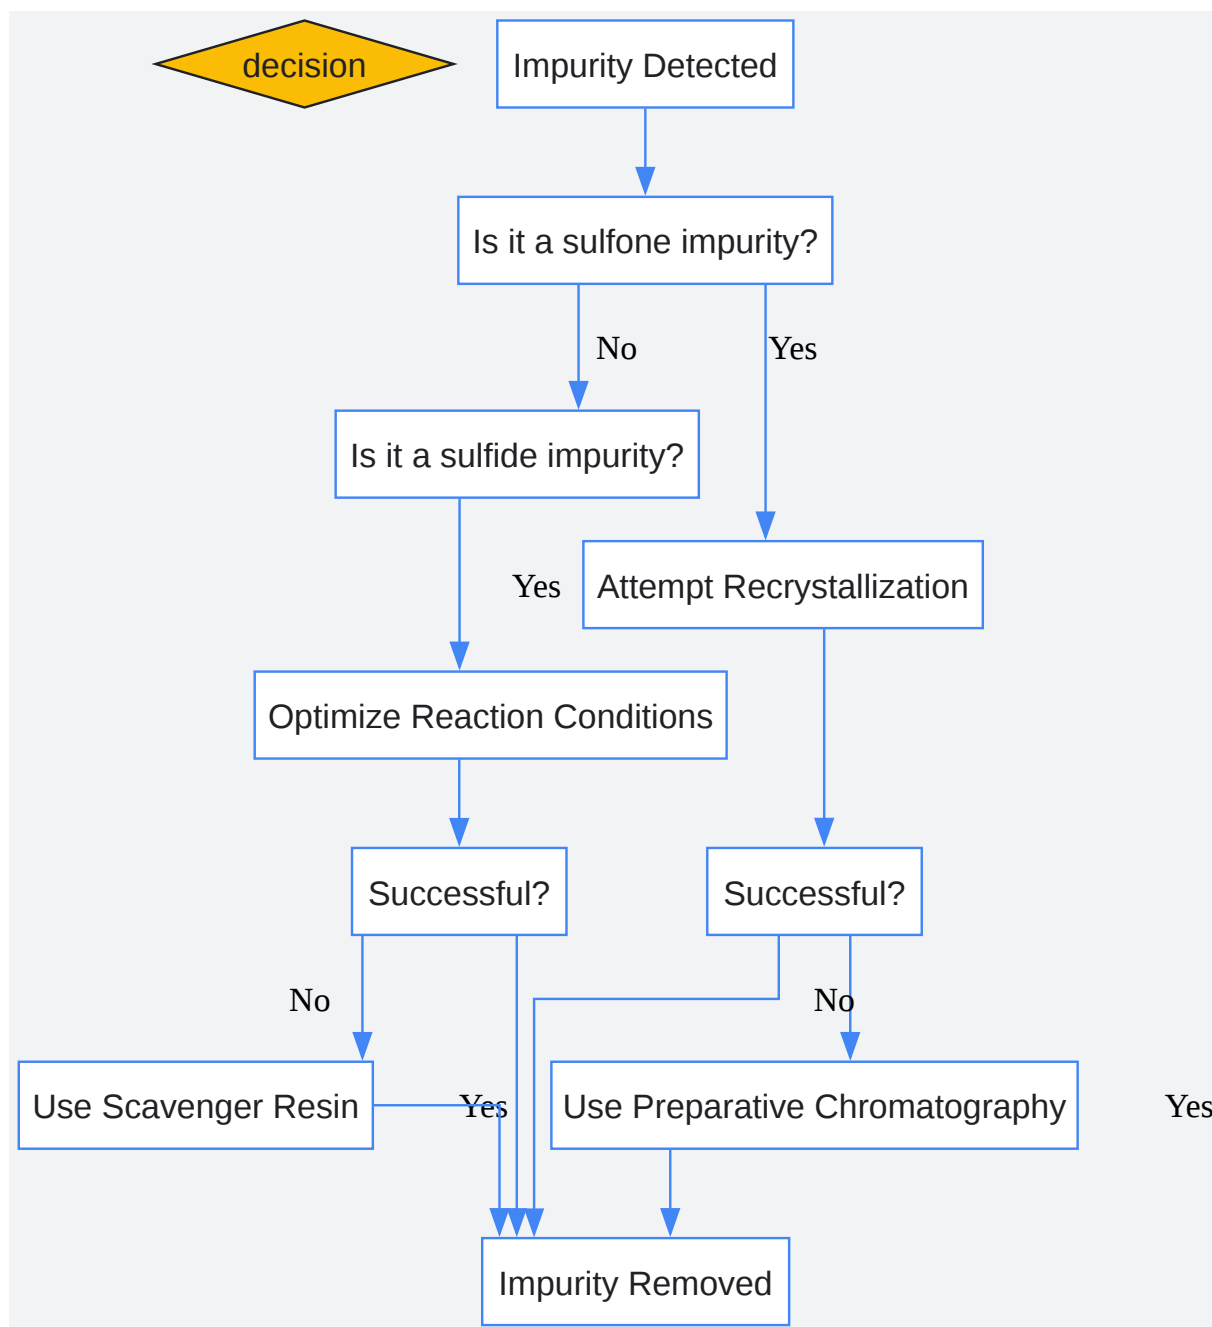 decision
Impurity Detected
Is it a sulfone impurity?
No
Yes
Is it a sulfide impurity?
Yes
Attempt Recrystallization
Optimize Reaction Conditions
Successful?
Successful?
No
No
Use Scavenger Resin
Yes
Use Preparative Chromatography
Yes
Impurity Removed